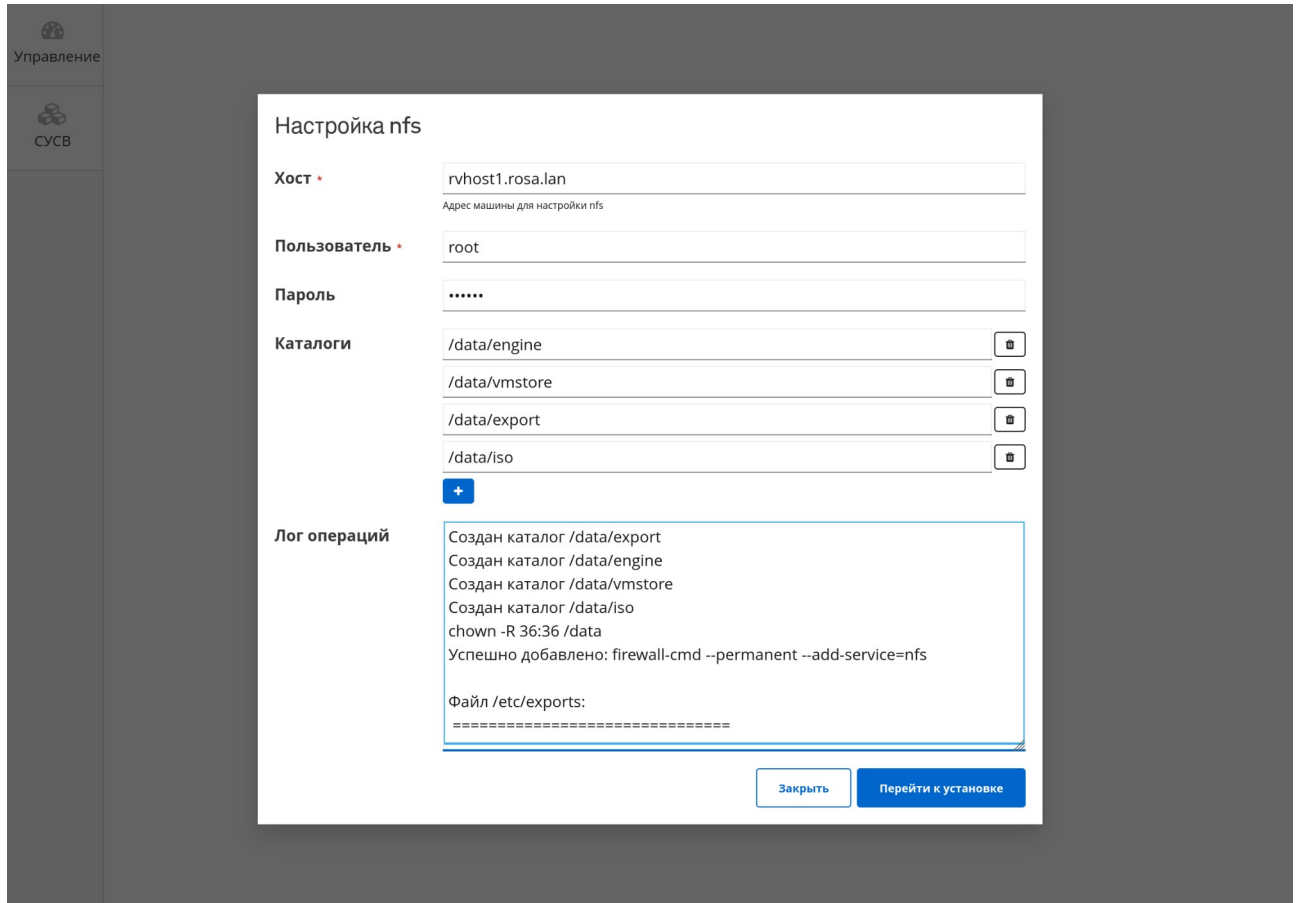 Управление
СУСВ
Настройка nfs
Хост *
rvhost1.rosa.lan
Адрес машины для настройки nfs
Пользователь *
root
Пароль
••••••
Каталоги
/data/engine
/data/vmstore
/data/export
/data/iso
+
Лог операций
Создан каталог /data/export
Создан каталог /data/engine
Создан каталог /data/vmstore
Создан каталог /data/iso
chown -R 36:36 /data
Успешно добавлено: firewall-cmd --permanent --add-service=nfs
Файл /etc/exports:
===============================
Закрыть
Перейти к установке